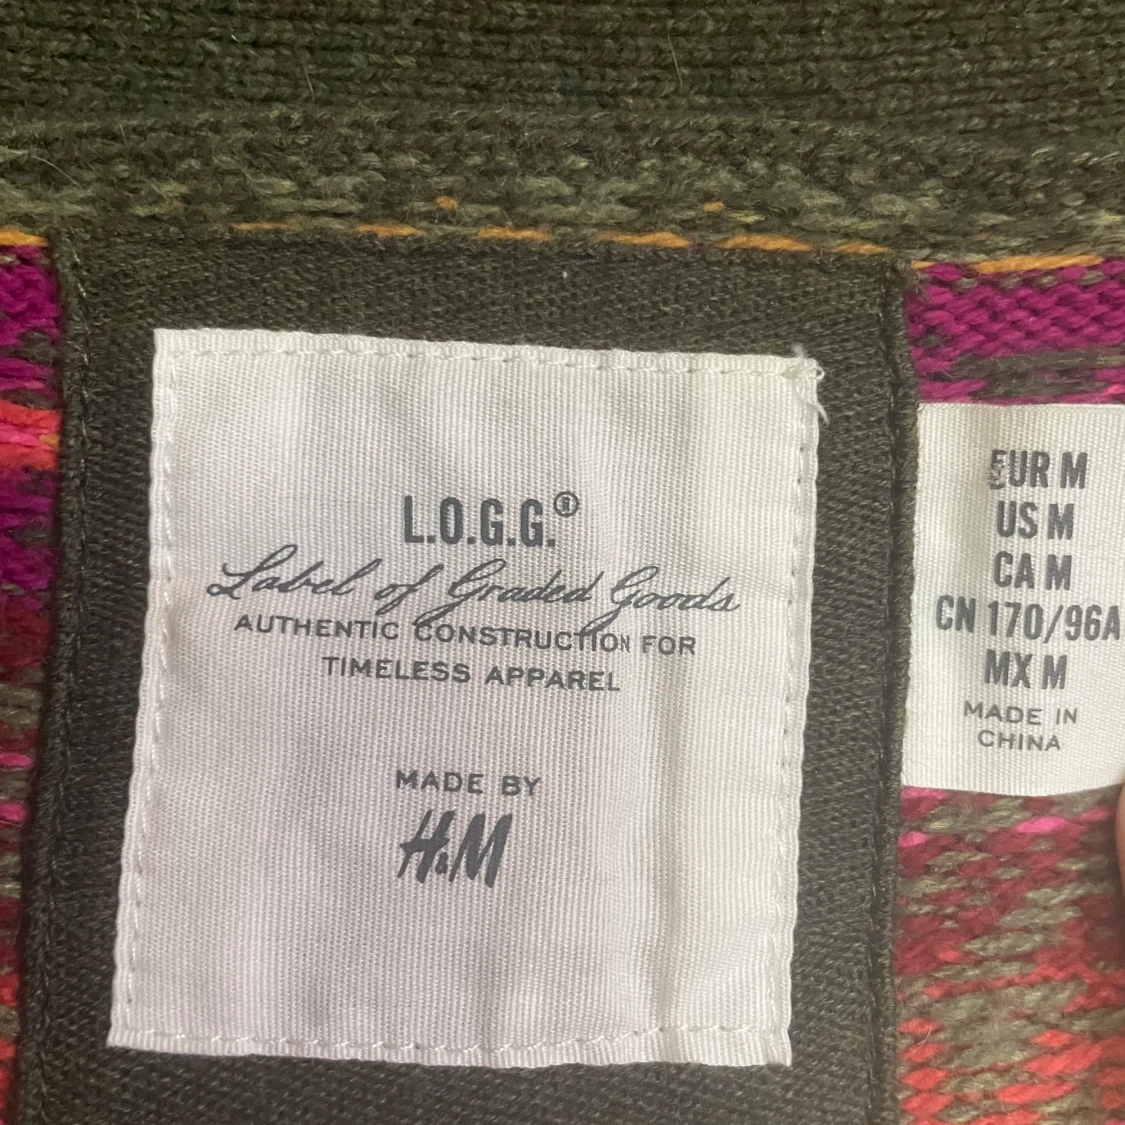 L.O.G.G.®
Label of Graded Goods
AUTHENTIC CONSTRUCTION FOR
TIMELESS APPAREL
MADE BY
H&M
EUR M
US M
CA M
CN 170/96A
MX M
MADE IN
CHINA